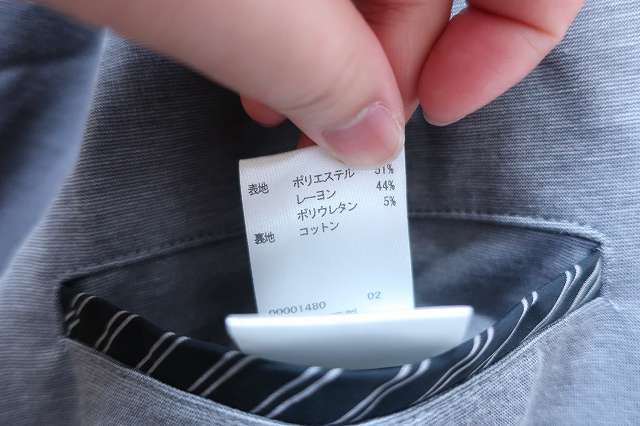 表地 ポリエステル 51%
レーヨン 44%
ポリウレタン 5%
裏地 コットン
00001480 02